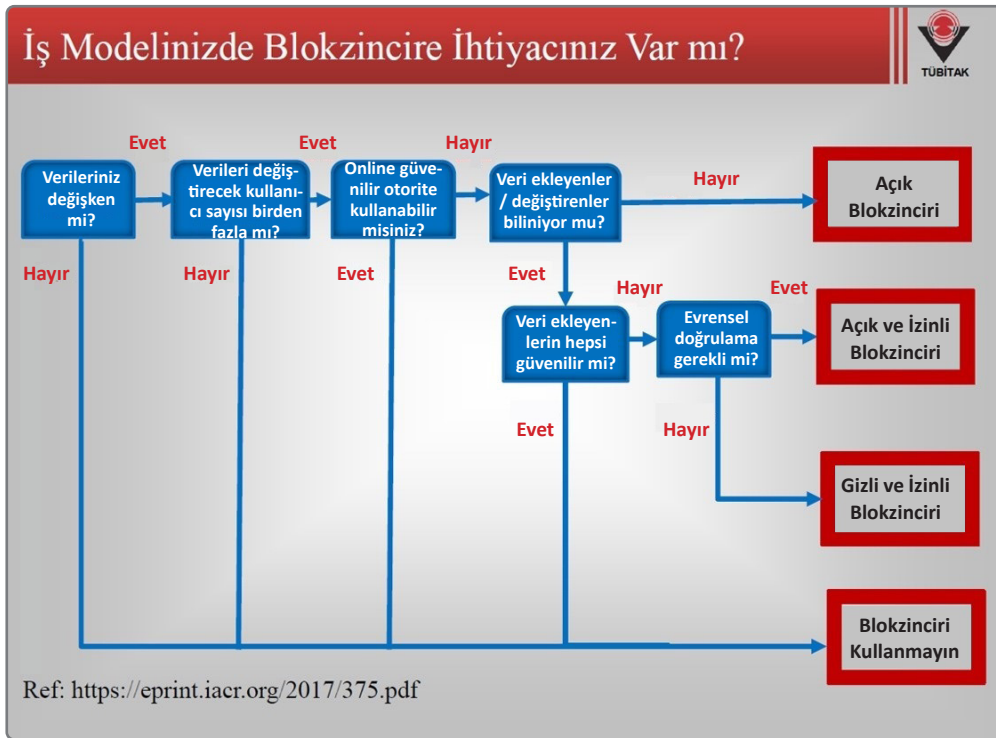 İş Modelinizde Blokzincire İhtiyacınız Var mı?
TÜBİTAK
Evet
Evet
Hayır
Hayır
Verileriniz
değişken
mi?
Verileri değiş-
tirecek kullanı-
cı sayısı birden
fazla mı?
Online güve-
nilir otorite
kullanabilir
misiniz?
Veri ekleyenler
/ değiştirenler
biliniyor mu?
Açık
Blokzinciri
Hayır
Hayır
Evet
Evet
Hayır
Evet
Veri ekleyen-
lerin hepsi
güvenilir mi?
Evrensel
doğrulama
gerekli mi?
Açık ve İzinli
Blokzinciri
Evet
Hayır
Gizli ve İzinli
Blokzinciri
Blokzinciri
Kullanmayın
Ref: https://eprint.iacr.org/2017/375.pdf